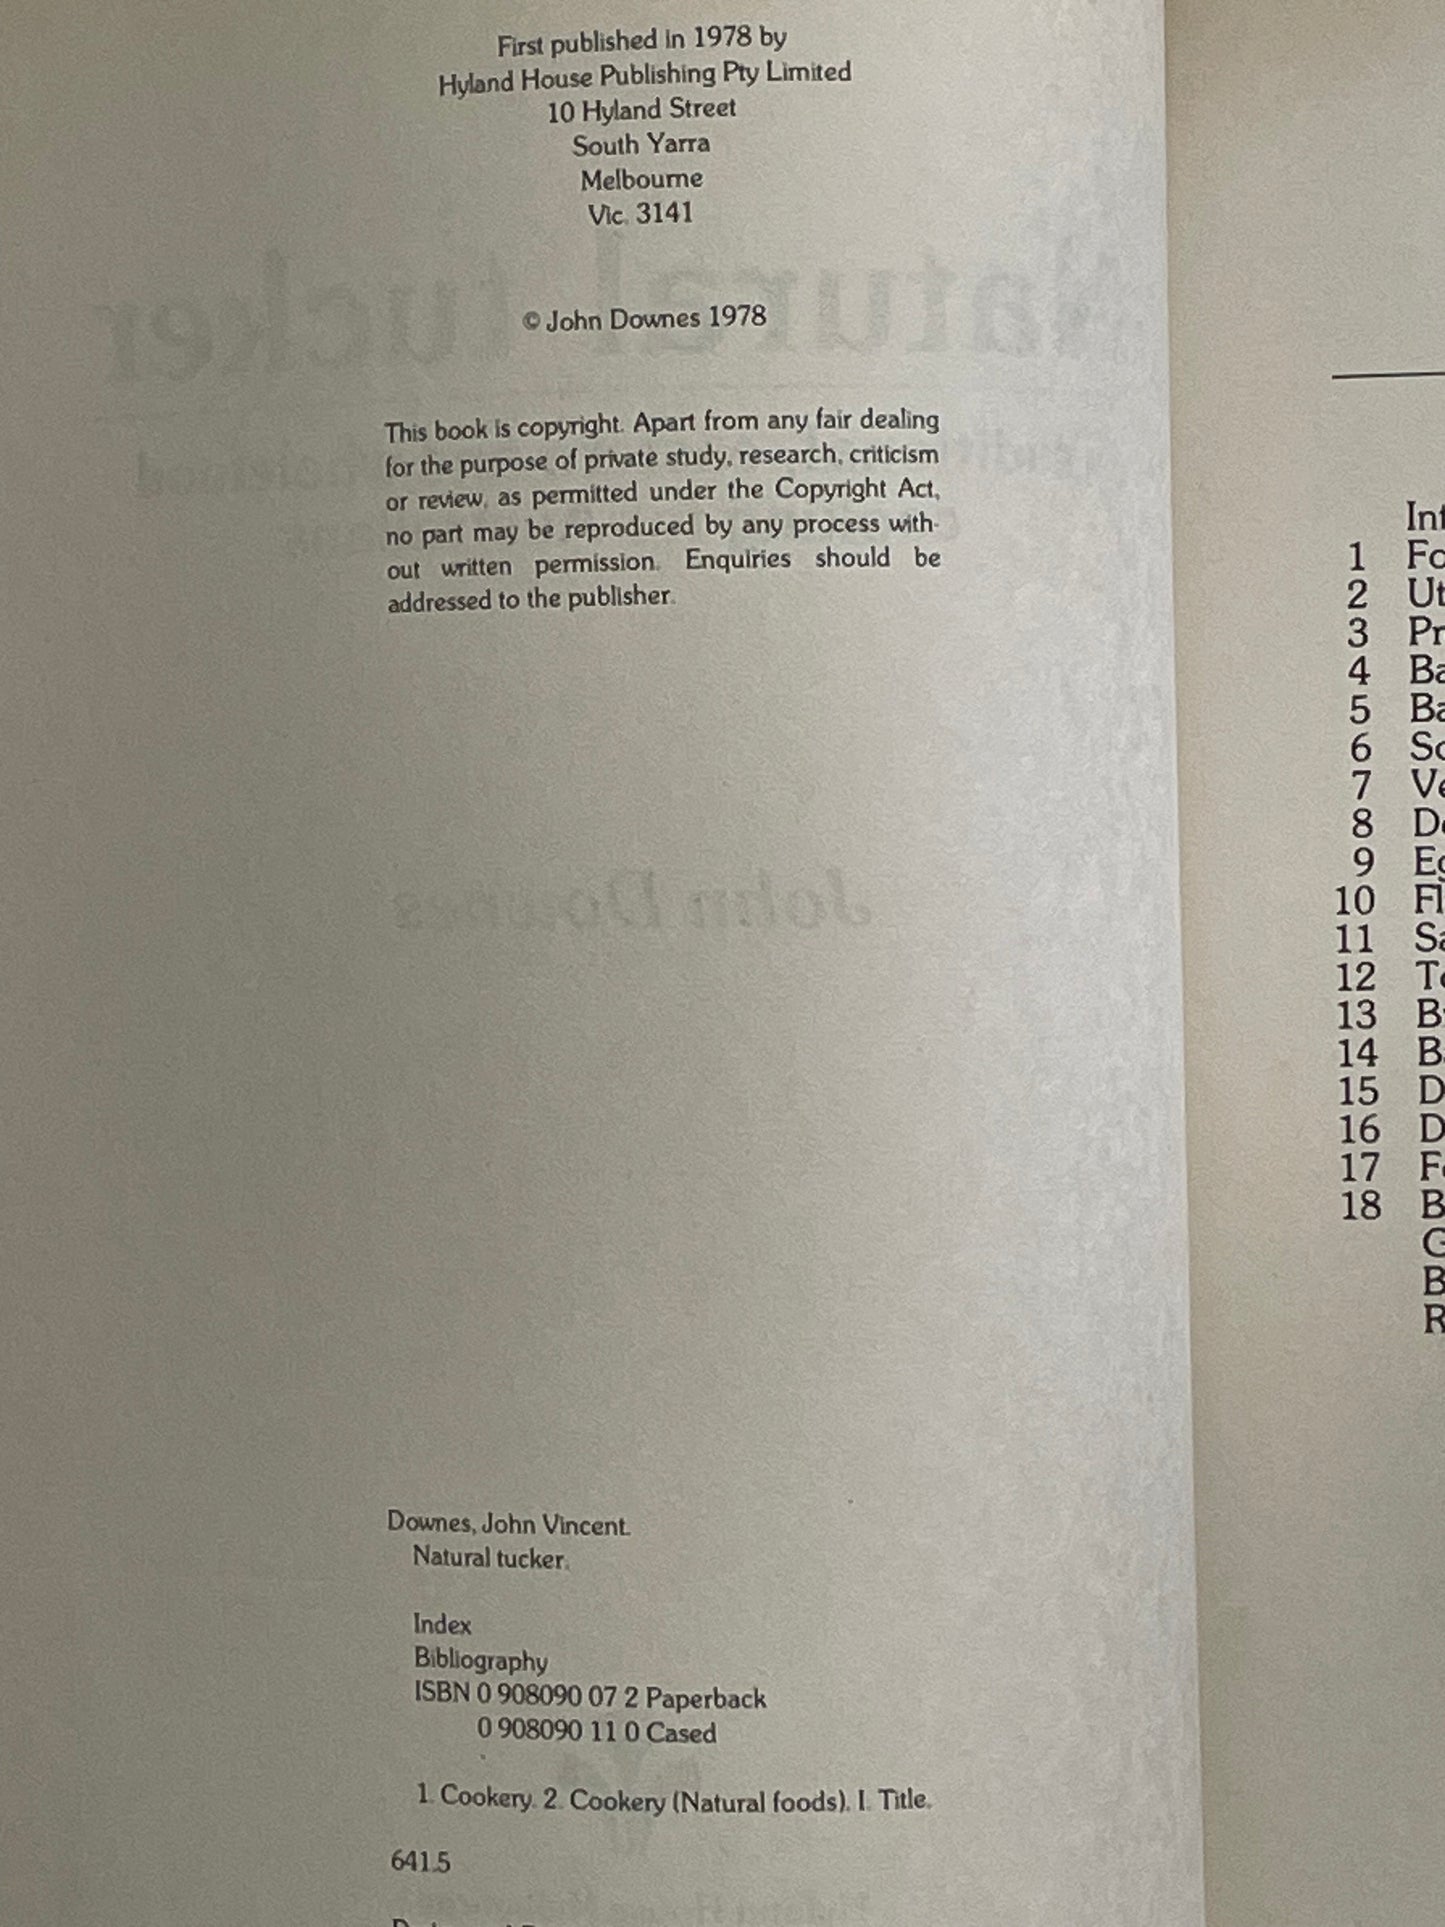 First published in 1978 by
Hyland House Publishing Pty Limited
10 Hyland Street
South Yarra
Melbourne
Vic. 3141
© John Downes 1978
This book is copyright. Apart from any fair dealing
for the purpose of private study, research, criticism
or review, as permitted under the Copyright Act,
no part may be reproduced by any process with-
out written permission. Enquiries should be
addressed to the publisher.
Downes, John Vincent.
Natural tucker.
Index
Bibliography
ISBN 0 908090 07 2 Paperback
0 908090 11 0 Cased
1. Cookery. 2. Cookery (Natural foods). I. Title.
641.5
1
2
3
4
5
6
7
8
9
10
11
12
13
14
15
16
17
18